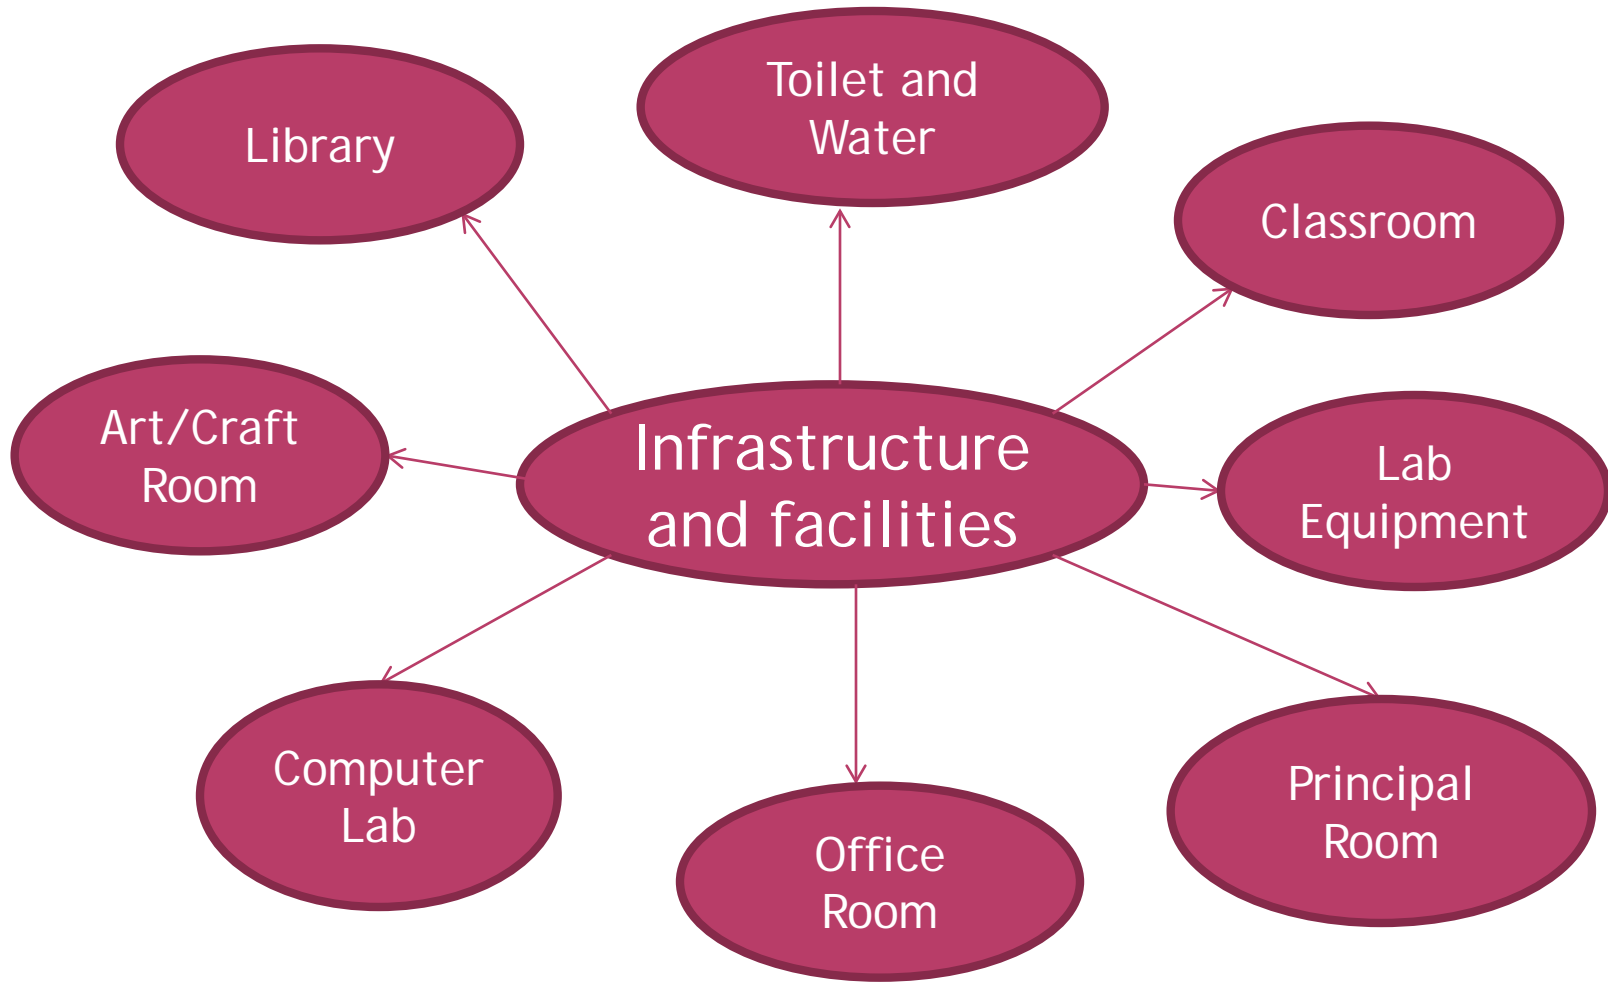 Toilet and
Water
Library
Classroom
Art/Craft
Room
Infrastructure
and facilities
Lab
Equipment
Computer
Lab
Office
Room
Principal
Room